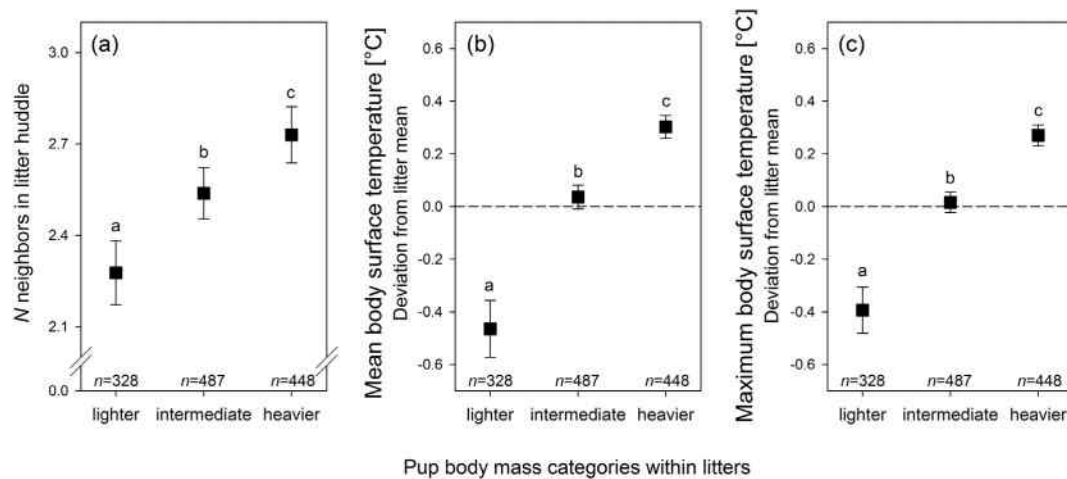 (a)
N neighbors in litter huddle
3.0
2.7
2.4
2.1
0.0
a
b
c
n=328
n=487
n=448
lighter
intermediate
heavier
(b)
Mean body surface temperature [°C]
Deviation from litter mean
0.6
0.4
0.2
0.0
-0.2
-0.4
-0.6
a
b
c
n=328
n=487
n=448
lighter
intermediate
heavier
(c)
Maximum body surface temperature [°C]
Deviation from litter mean
0.6
0.4
0.2
0.0
-0.2
-0.4
-0.6
a
b
c
n=328
n=487
n=448
lighter
intermediate
heavier
Pup body mass categories within litters